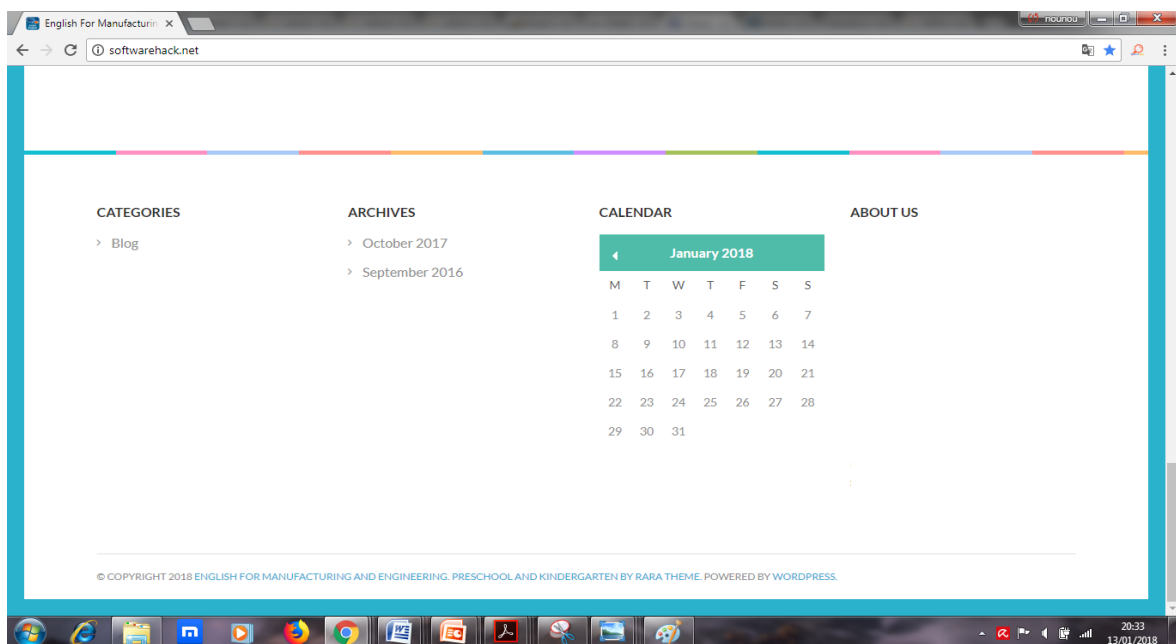 English For Manufacturin
nounou
softwarehack.net
CATEGORIES
Blog
ARCHIVES
October 2017
September 2016
CALENDAR
January 2018
M T W T F S S
1 2 3 4 5 6 7
8 9 10 11 12 13 14
15 16 17 18 19 20 21
22 23 24 25 26 27 28
29 30 31
ABOUT US
© COPYRIGHT 2018 ENGLISH FOR MANUFACTURING AND ENGINEERING. PRESCHOOL AND KINDERGARTEN BY RARA THEME. POWERED BY WORDPRESS.
20:33
13/01/2018